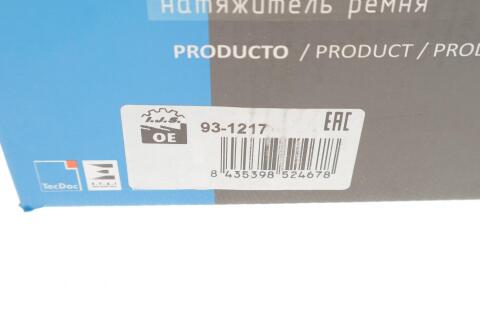 натяжитель ремня
PRODUCTO / PRODUCT / PROD
I.J.S.
OE
93-1217
EAC
8 435398 524678
TecDoc